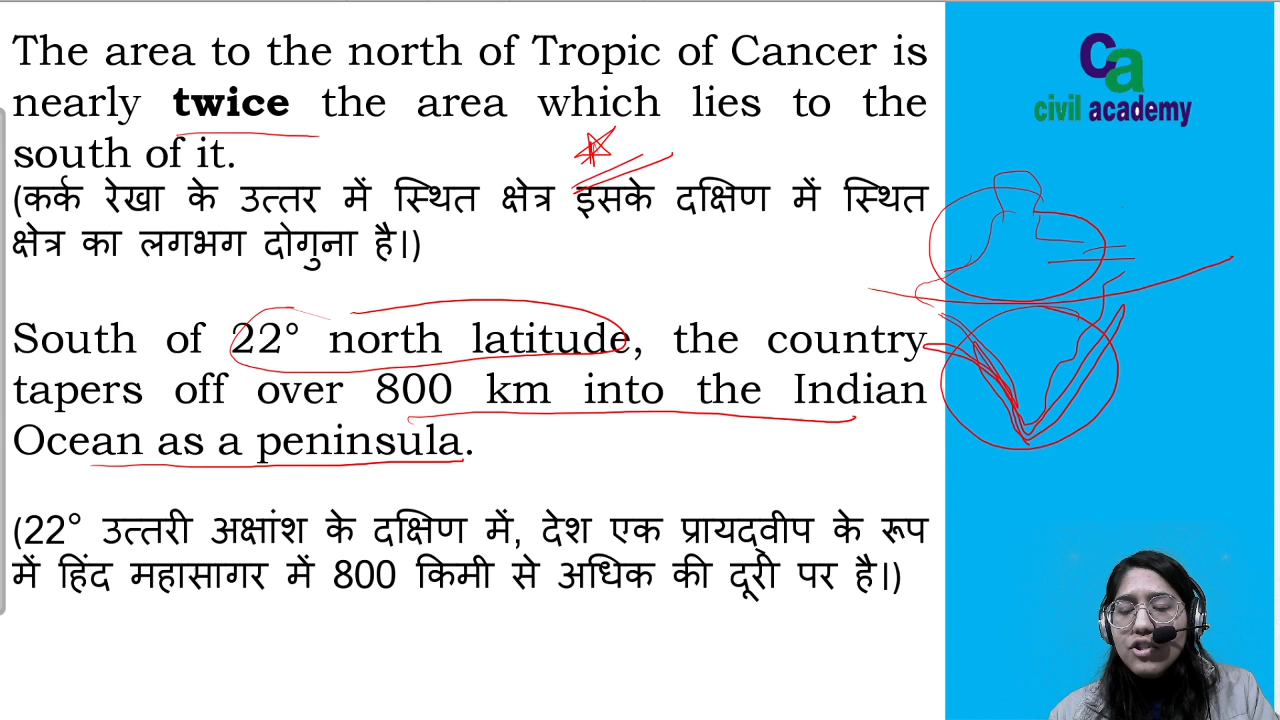 The area to the north of Tropic of Cancer is
nearly twice the area which lies to the
south of it.
(कर्क रेखा के उत्तर में स्थित क्षेत्र इसके दक्षिण में स्थित
क्षेत्र का लगभग दोगुना है।)
South of 22° north latitude, the country
tapers off over 800 km into the Indian
Ocean as a peninsula.
(22° उत्तरी अक्षांश के दक्षिण में, देश एक प्रायद्वीप के रूप
में हिंद महासागर में 800 किमी से अधिक की दूरी पर है।)
ca
civil academy